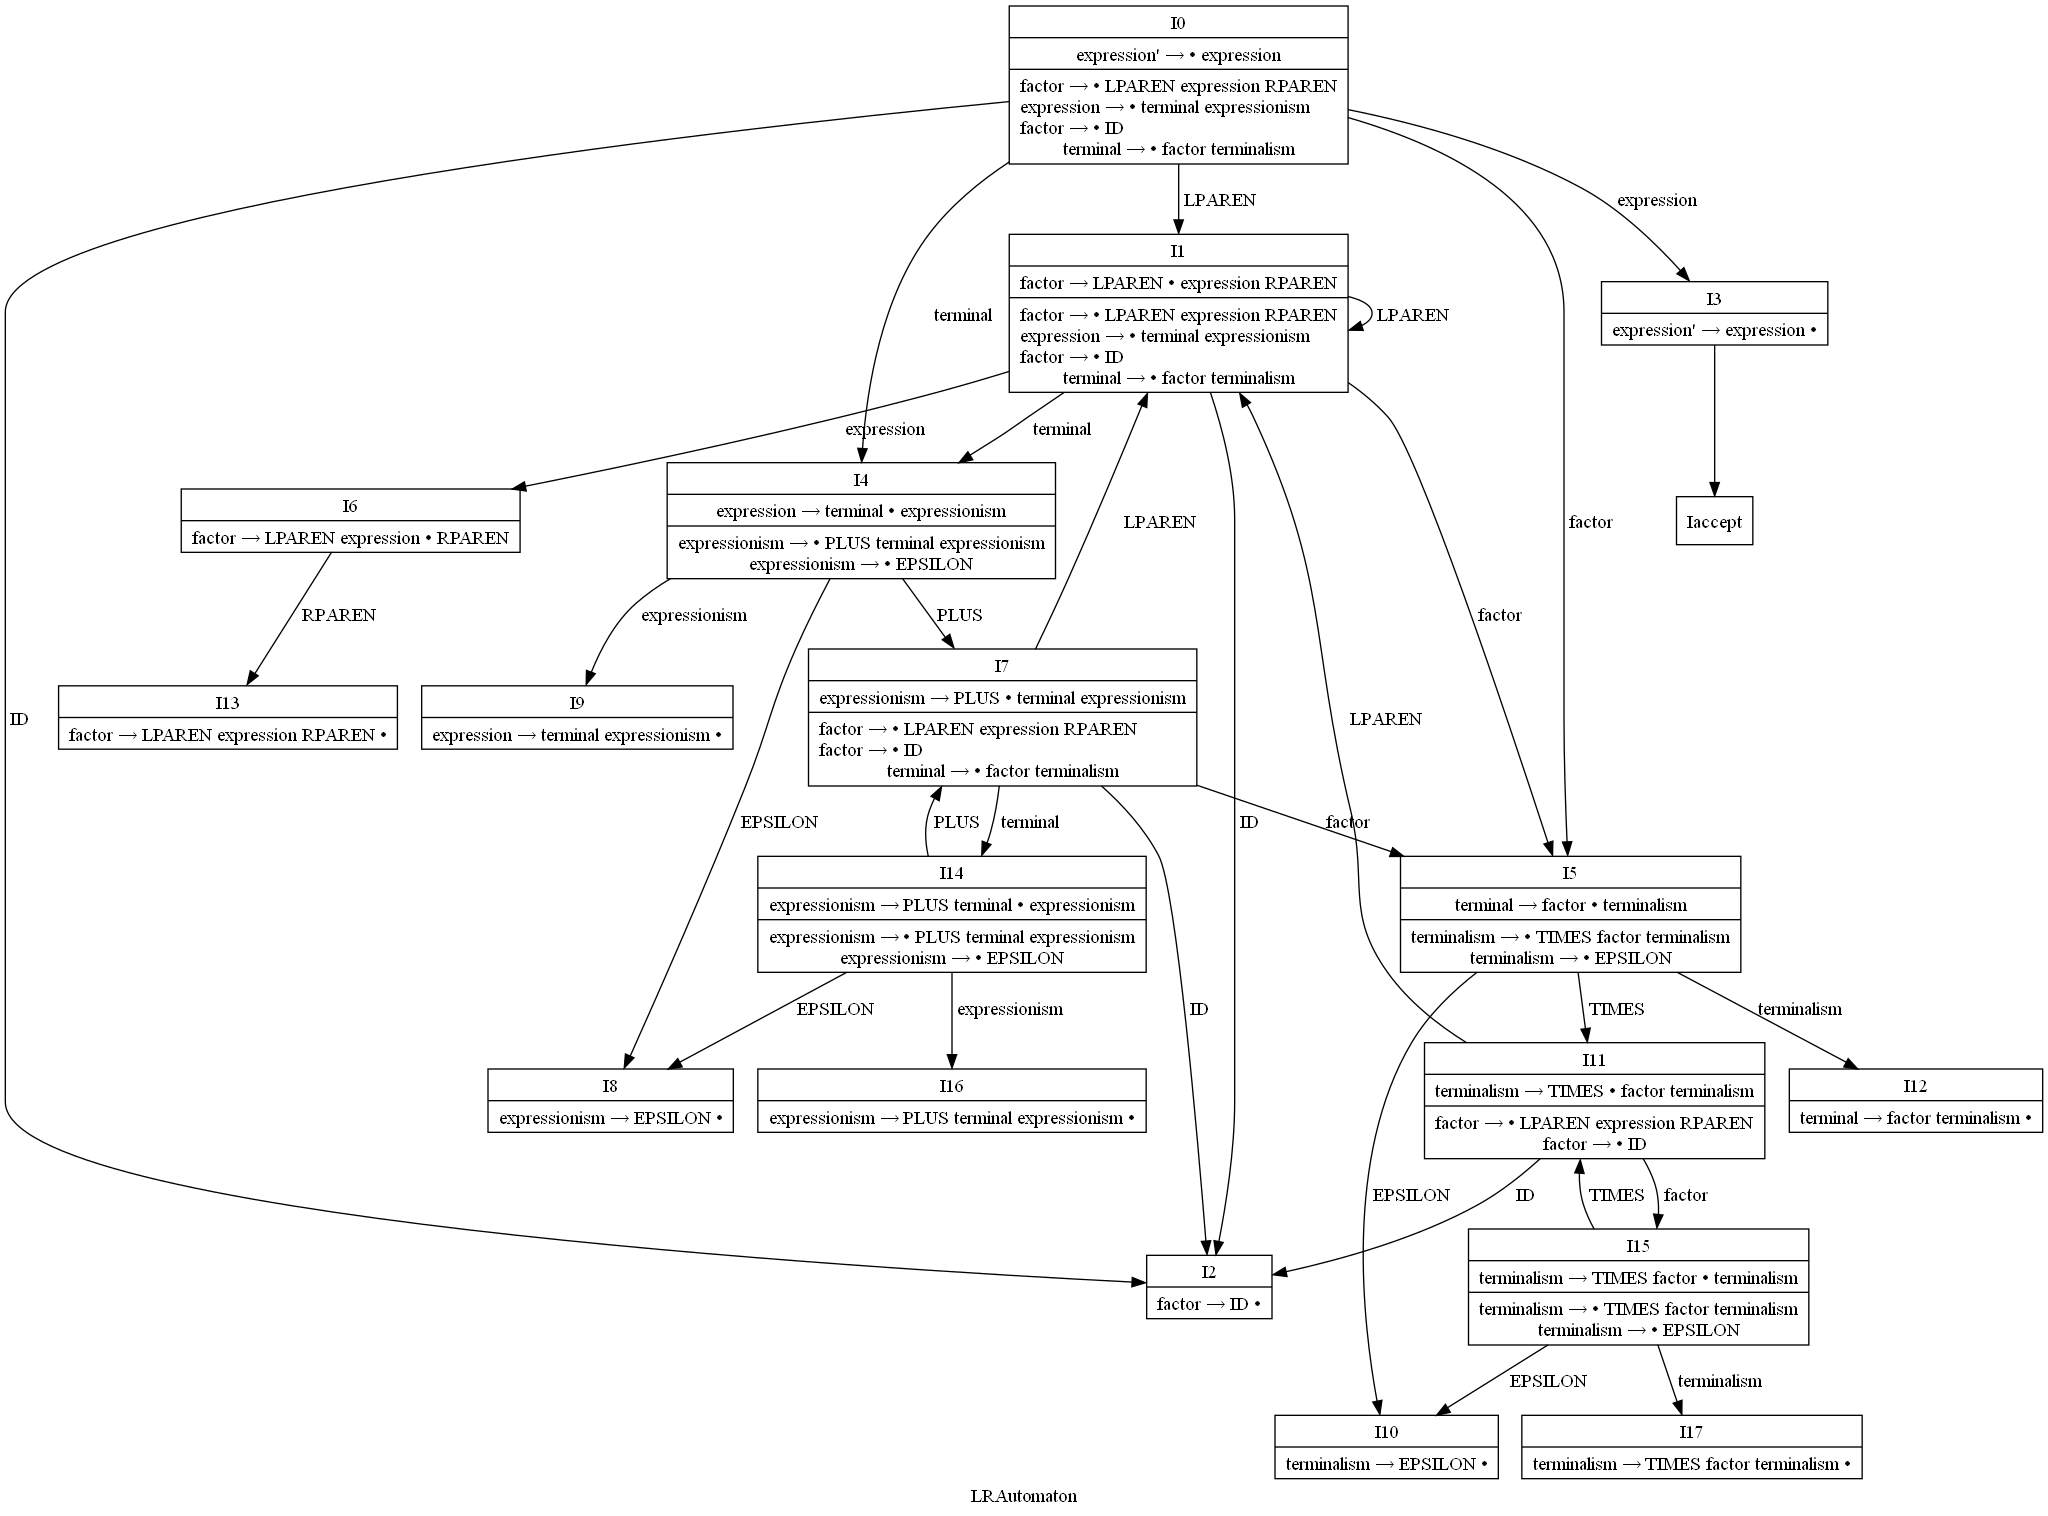 I0
expression' → • expression
factor → • LPAREN expression RPAREN
expression → • terminal expressionism
factor → • ID
terminal → • factor terminalism
LPAREN
expression
I1
factor → LPAREN • expression RPAREN
factor → • LPAREN expression RPAREN
expression → • terminal expressionism
factor → • ID
terminal → • factor terminalism
LPAREN
terminal
I3
expression' → expression •
expression
terminal
I4
expression → terminal • expressionism
expressionism → • PLUS terminal expressionism
expressionism → • EPSILON
I6
factor → LPAREN expression • RPAREN
LPAREN
factor
Iaccept
RPAREN
expressionism
PLUS
factor
I13
factor → LPAREN expression RPAREN •
I9
expression → terminal expressionism •
I7
expressionism → PLUS • terminal expressionism
factor → • LPAREN expression RPAREN
factor → • ID
terminal → • factor terminalism
ID
LPAREN
EPSILON
PLUS
terminal
ID
factor
I14
expressionism → PLUS terminal • expressionism
expressionism → • PLUS terminal expressionism
expressionism → • EPSILON
I5
terminal → factor • terminalism
terminalism → • TIMES factor terminalism
terminalism → • EPSILON
EPSILON
expressionism
ID
TIMES
terminalism
I8
expressionism → EPSILON •
I16
expressionism → PLUS terminal expressionism •
I11
terminalism → TIMES • factor terminalism
factor → • LPAREN expression RPAREN
factor → • ID
I12
terminal → factor terminalism •
EPSILON
ID
TIMES
factor
I2
factor → ID •
I15
terminalism → TIMES factor • terminalism
terminalism → • TIMES factor terminalism
terminalism → • EPSILON
EPSILON
terminalism
I10
terminalism → EPSILON •
I17
terminalism → TIMES factor terminalism •
LRAutomaton